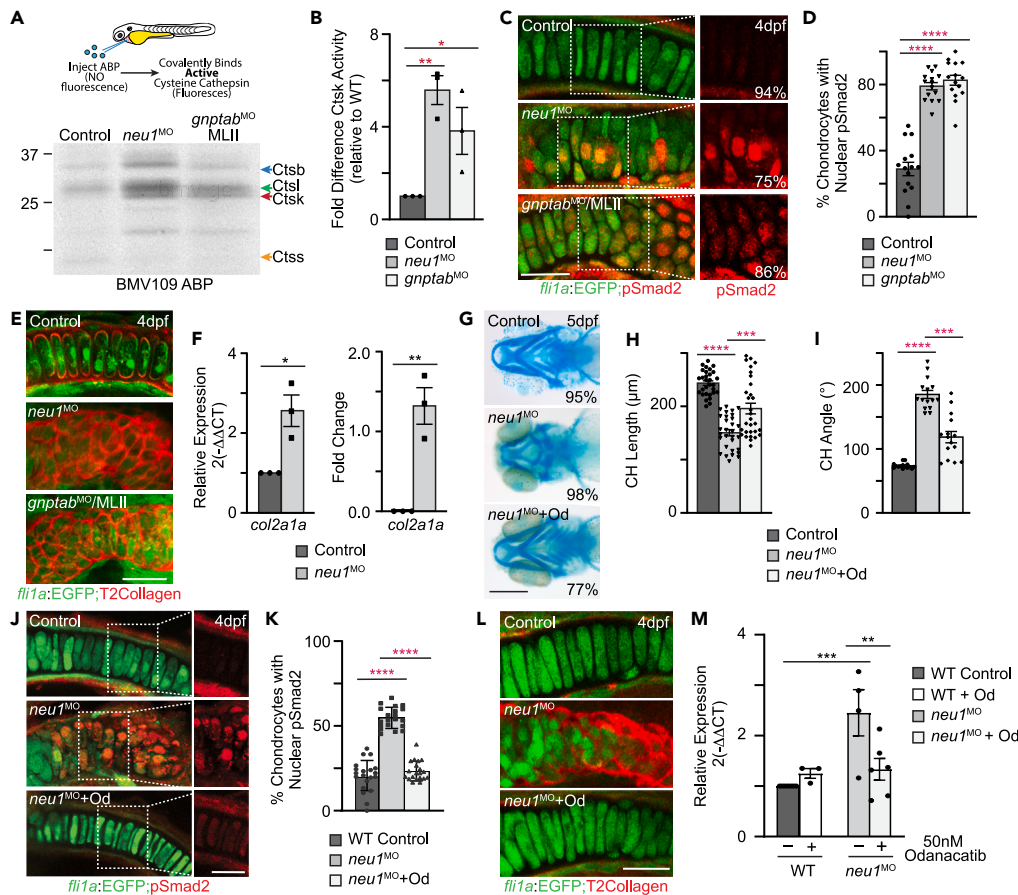 A
Inject ABP (NO
fluorescence)
Covalently Binds
Active
Cysteine Cathepsin
(Fluoresces)
Control
neu1MO
gnptabMO
MLII
37
25
Ctsb
Ctsl
Ctsk
Ctss
BMV109 ABP
B
Fold Difference Ctsk Activity
(relative to WT)
8
4
0
*
**
Control
neu1MO
gnptabMO
C
Control
4dpf
94%
neu1MO
75%
gnptabMO/MLII
86%
fli1a:EGFP;pSmad2
pSmad2
D
% Chondrocytes with
Nuclear pSmad2
120
80
40
0
****
****
Control
neu1MO
gnptabMO
E
Control
4dpf
neu1MO
gnptabMO/MLII
fli1a:EGFP;T2Collagen
F
Relative Expression
2(-ΔΔCT)
4
2
0
*
col2a1a
Fold Change
2.0
1.0
0.0
**
col2a1a
Control
neu1MO
G
Control
5dpf
95%
neu1MO
98%
neu1MO+Od
77%
H
CH Length (μm)
200
0
****
***
I
CH Angle (°)
200
100
0
****
***
Control
neu1MO
neu1MO+Od
J
Control
4dpf
neu1MO
neu1MO+Od
fli1a:EGFP;pSmad2
K
% Chondrocytes with
Nuclear pSmad2
100
50
0
****
****
WT Control
neu1MO
neu1MO+Od
L
Control
4dpf
neu1MO
neu1MO+Od
fli1a:EGFP;T2Collagen
M
Relative Expression
2(-ΔΔCT)
4
2
0
***
**
− + − +
WT
neu1MO
50nM
Odanacatib
WT Control
WT + Od
neu1MO
neu1MO + Od